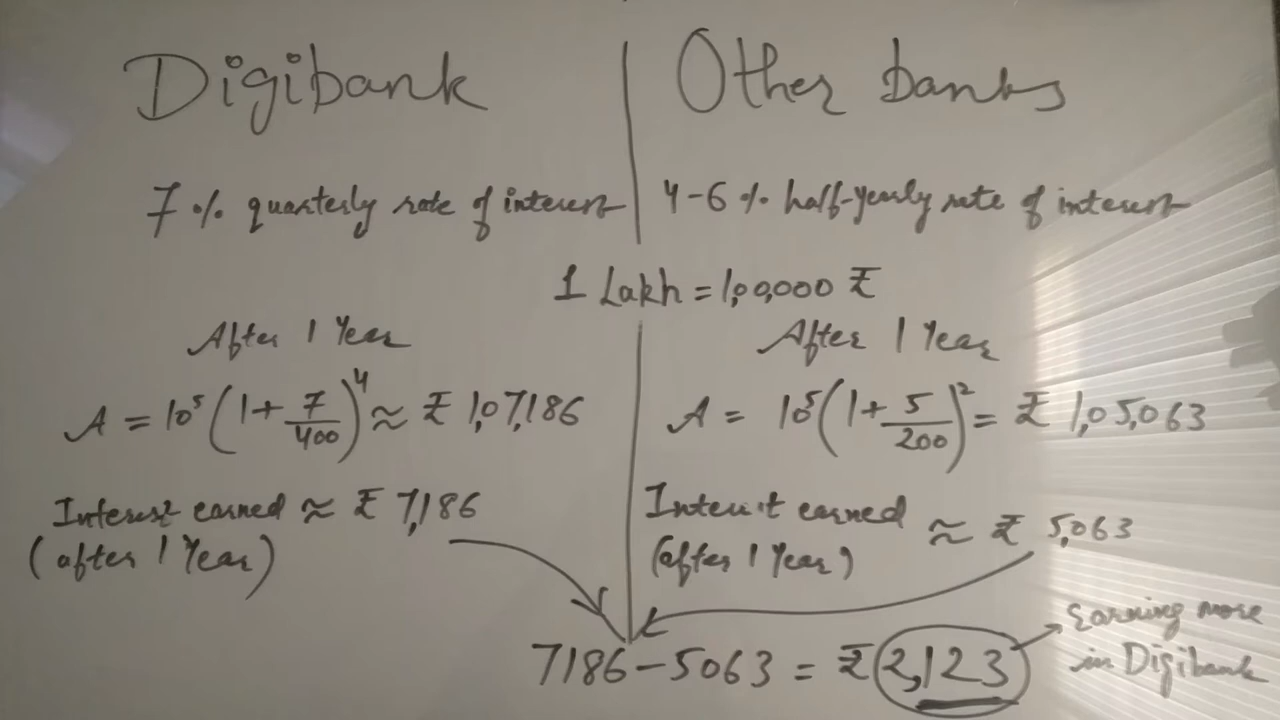 Digibank
7 % quarterly rate of interest
Other banks
4-6 % half-yearly rate of interest
1 Lakh = 1,00,000 ₹
After 1 Year
A = 10⁵ (1 + 7/400)⁴ ≈ ₹ 1,07,186
Interest earned ≈ ₹ 7,186
(after 1 Year)
After 1 Year
A = 10⁵ (1 + 5/200)² = ₹ 1,05,063
Interest earned ≈ ₹ 5,063
(after 1 Year)
7186 - 5063 = ₹ 2,123
Earning more
in Digibank